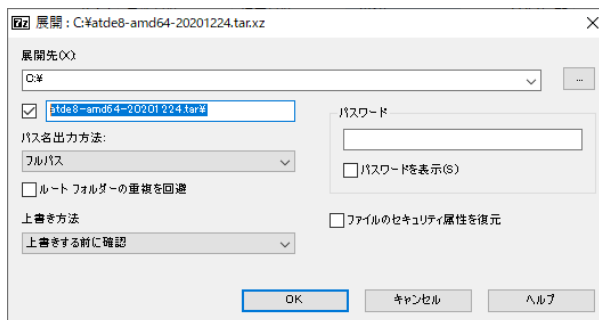 7z 展開 : C:¥atde8-amd64-20201224.tar.xz
展開先(X):
C:¥
...
atde8-amd64-20201224.tar¥
パス名出力方法:
フルパス
ルート フォルダーの重複を回避
上書き方法
上書きする前に確認
パスワード
パスワードを表示(S)
ファイルのセキュリティ属性を復元
OK
キャンセル
ヘルプ